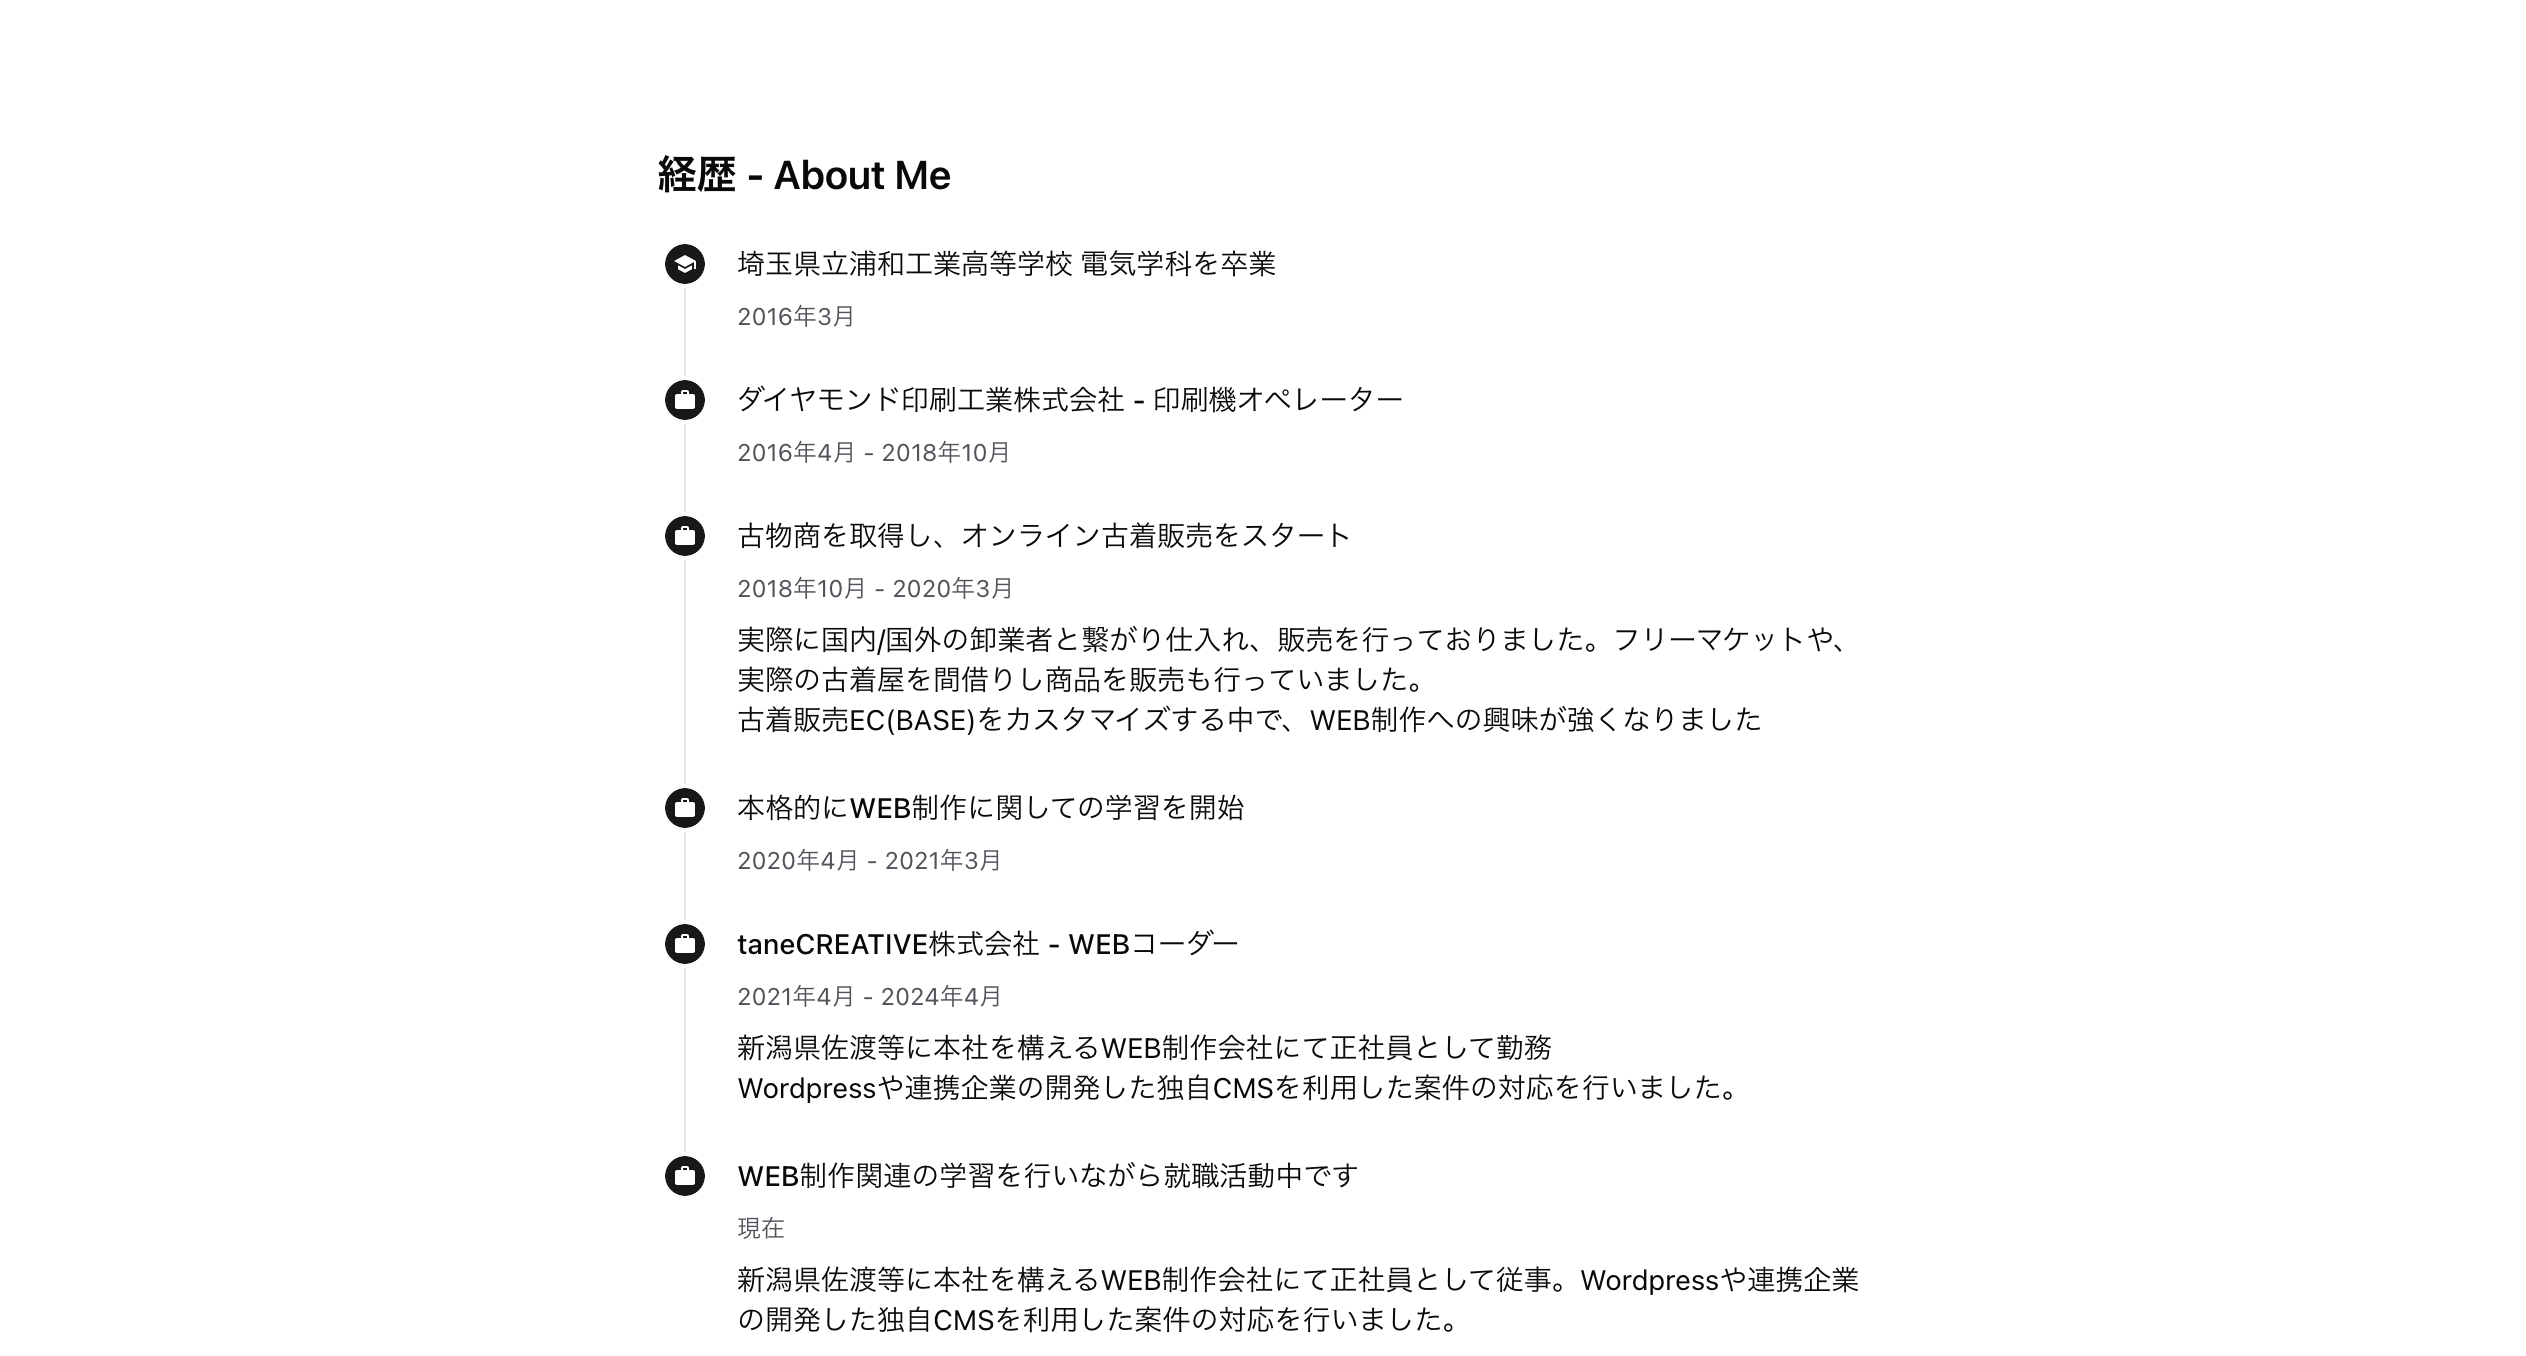 経歴 - About Me
埼玉県立浦和工業高等学校 電気学科を卒業
2016年3月
ダイヤモンド印刷工業株式会社 - 印刷機オペレーター
2016年4月 - 2018年10月
古物商を取得し、オンライン古着販売をスタート
2018年10月 - 2020年3月
実際に国内/国外の卸業者と繋がり仕入れ、販売を行っておりました。フリーマケットや、
実際の古着屋を間借りし商品を販売も行っていました。
古着販売EC(BASE)をカスタマイズする中で、WEB制作への興味が強くなりました
本格的にWEB制作に関しての学習を開始
2020年4月 - 2021年3月
taneCREATIVE株式会社 - WEBコーダー
2021年4月 - 2024年4月
新潟県佐渡等に本社を構えるWEB制作会社にて正社員として勤務
Wordpressや連携企業の開発した独自CMSを利用した案件の対応を行いました。
WEB制作関連の学習を行いながら就職活動中です
現在
新潟県佐渡等に本社を構えるWEB制作会社にて正社員として従事。Wordpressや連携企業
の開発した独自CMSを利用した案件の対応を行いました。